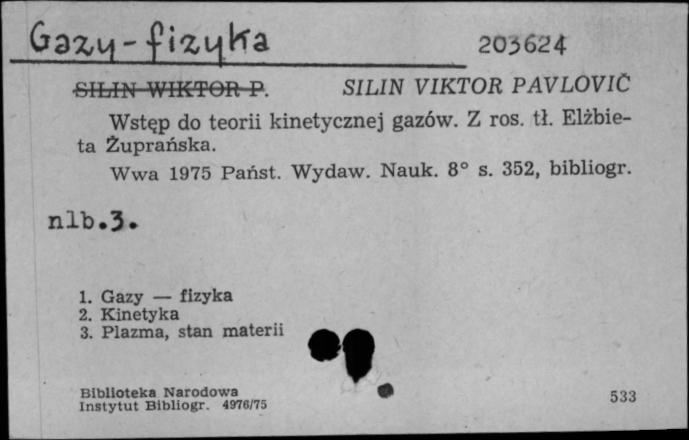 Gazy - fizyka
203624
SILIN WIKTOR P. SILIN VIKTOR PAVLOVIČ
Wstęp do teorii kinetycznej gazów. Z ros. tł. Elżbie-
ta Żuprańska.
Wwa 1975 Państ. Wydaw. Nauk. 8° s. 352, bibliogr.
nlb.3.
1. Gazy — fizyka
2. Kinetyka
3. Plazma, stan materii
Biblioteka Narodowa
Instytut Bibliogr. 4976/75
533